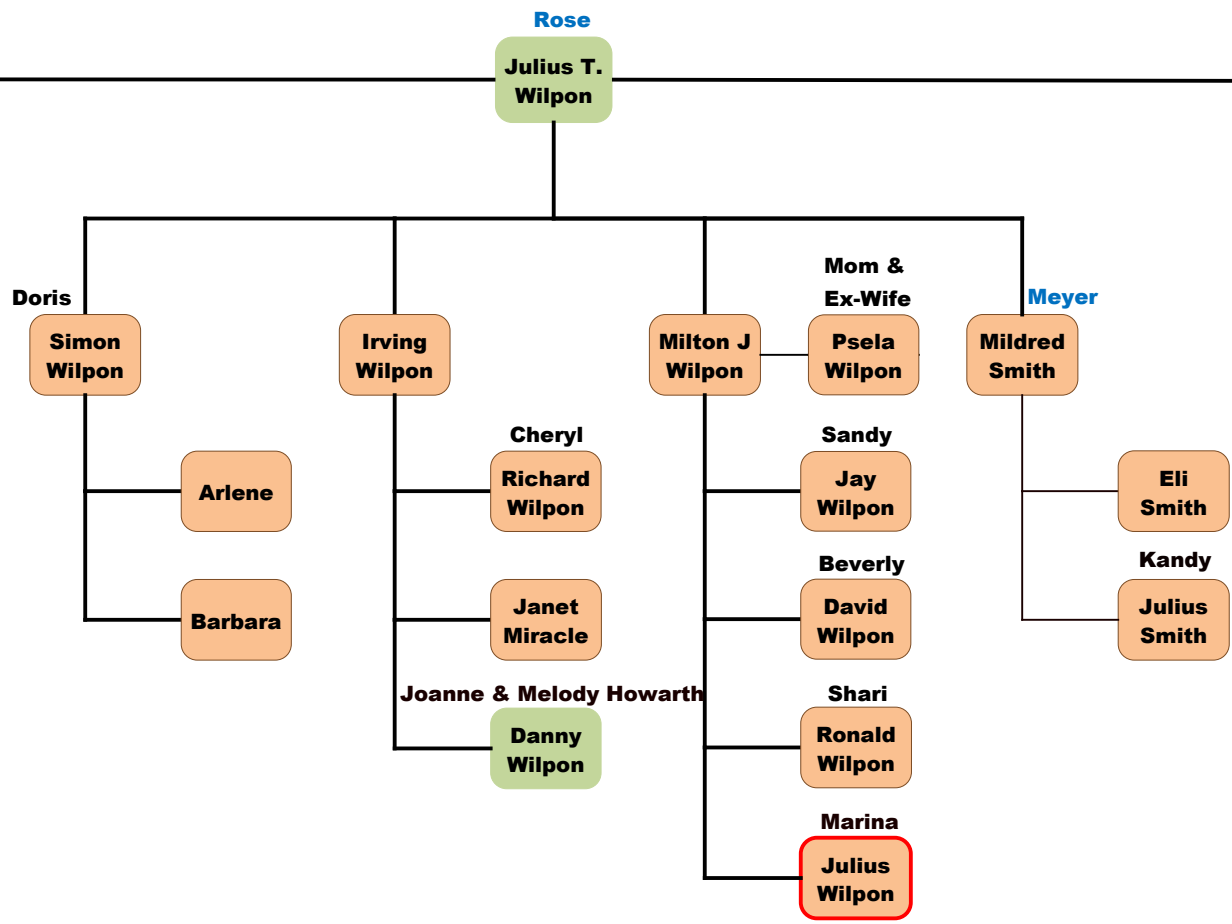 Rose
Julius T.
Wilpon
Mom &
Ex-Wife
Doris
Meyer
Simon
Wilpon
Irving
Wilpon
Milton J
Wilpon
Psela
Wilpon
Mildred
Smith
Cheryl
Sandy
Arlene
Richard
Wilpon
Jay
Wilpon
Eli
Smith
Beverly
Kandy
Barbara
Janet
Miracle
David
Wilpon
Julius
Smith
Joanne & Melody Howarth
Shari
Danny
Wilpon
Ronald
Wilpon
Marina
Julius
Wilpon